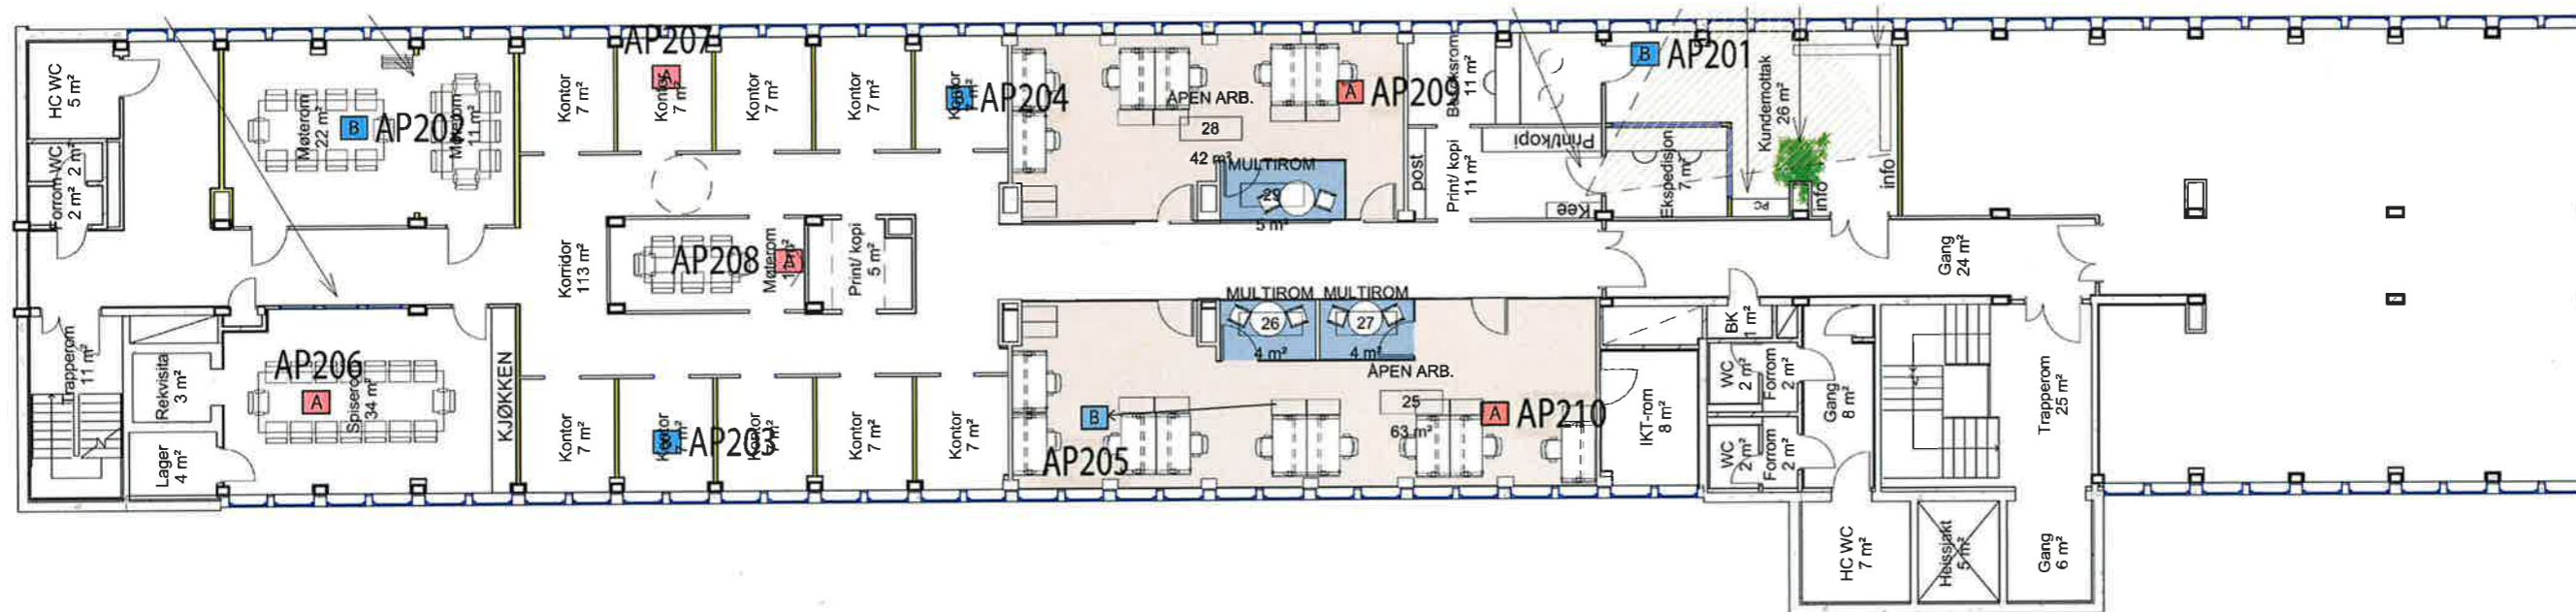 HC WC
5 m²
WC
2 m²
Forrom
2 m²
Møterom
22 m²
B
AP202
Møterom
11 m²
Kontor
7 m²
AP207
A
Kontor
7 m²
Kontor
7 m²
Kontor
7 m²
B
Kontor
AP204
ÅPEN ARB.
28
42 m²
A
AP209
MULTIROM
29
5 m²
Besøksrom
11 m²
post
Print/ kopi
11 m²
Print/kopi
Kee
B
AP201
Ekspedisjon
7 m²
Kundemottak
26 m²
PC
info
info
Korridor
113 m²
AP208
A
Møterom
Print/ kopi
5 m²
Gang
24 m²
Trapperom
11 m²
Rekvisita
3 m²
Lager
4 m²
AP206
A
Spiserom
34 m²
KJØKKEN
Kontor
7 m²
B
Kontor
7 m²
AP203
Kontor
7 m²
Kontor
7 m²
Kontor
7 m²
MULTIROM
26
4 m²
MULTIROM
27
4 m²
ÅPEN ARB.
25
63 m²
B
AP205
A
AP210
IKT-rom
8 m²
BK
1 m²
WC
2 m²
Forrom
2 m²
WC
2 m²
Forrom
2 m²
Gang
8 m²
Trapperom
25 m²
HC WC
7 m²
Heissjakt
5 m²
Gang
6 m²